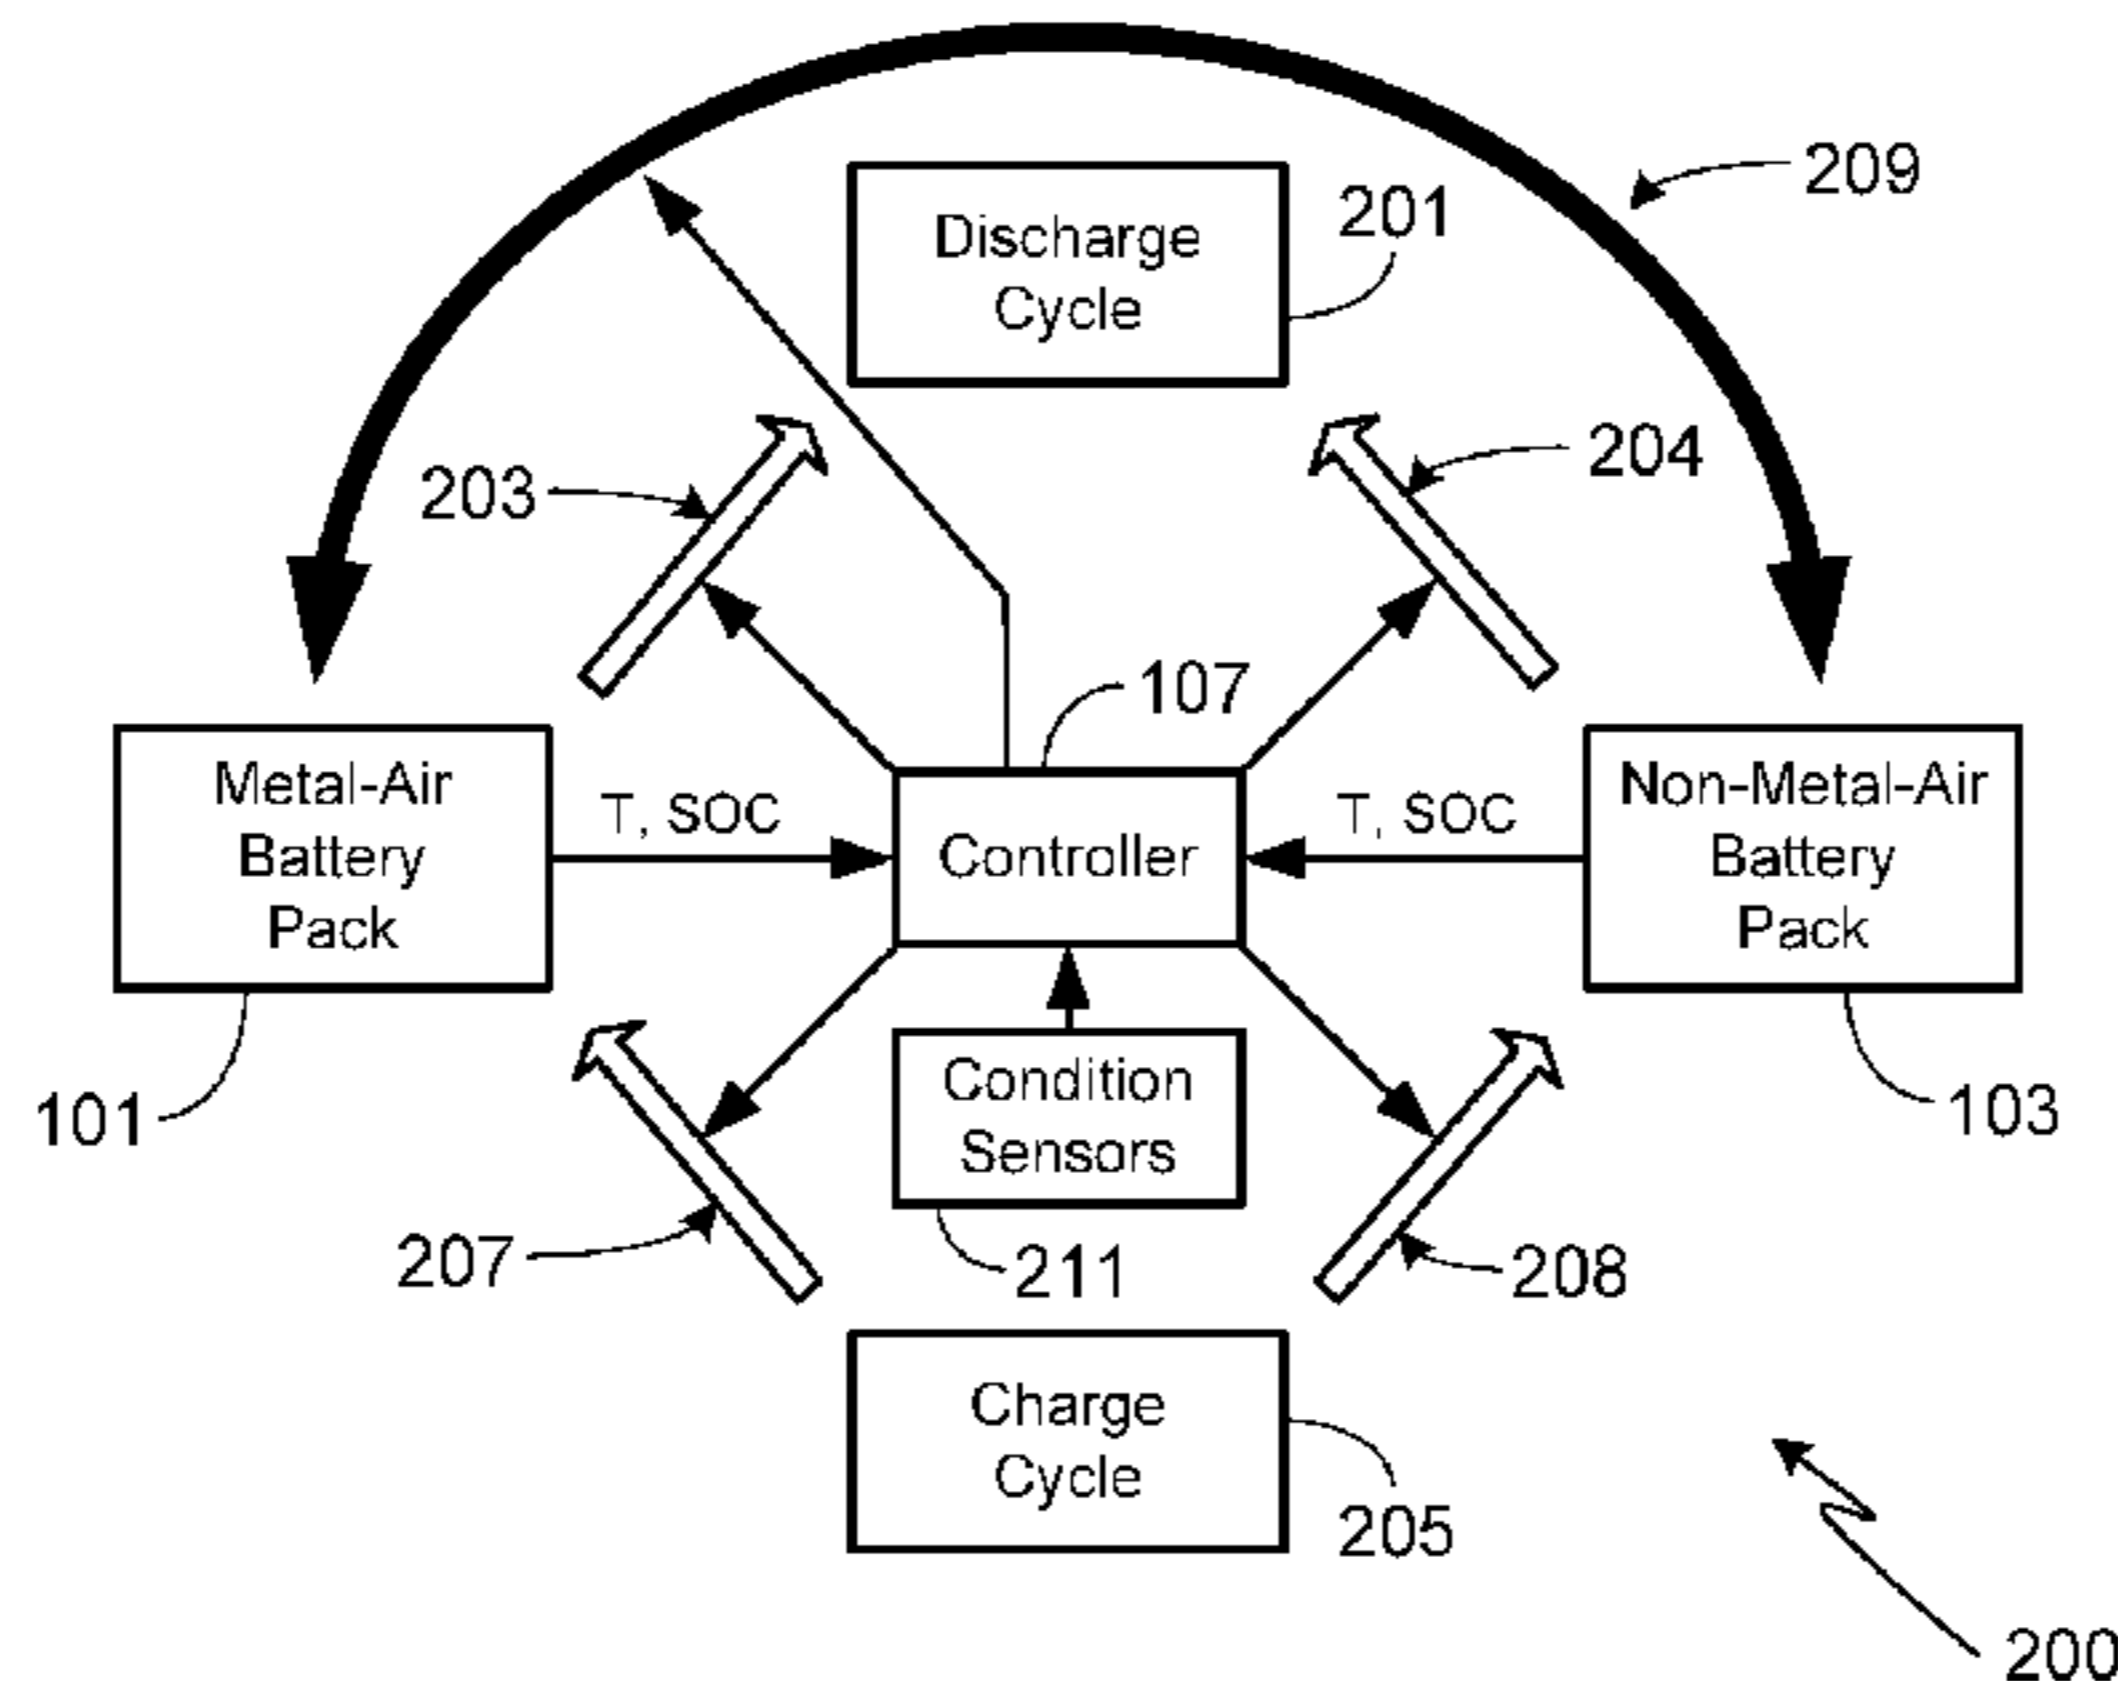 209
Discharge
Cycle
201
203
204
107
Metal-Air
Battery
Pack
T, SOC
Controller
T, SOC
Non-Metal-Air
Battery
Pack
101
Condition
Sensors
103
207
211
208
Charge
Cycle
205
200